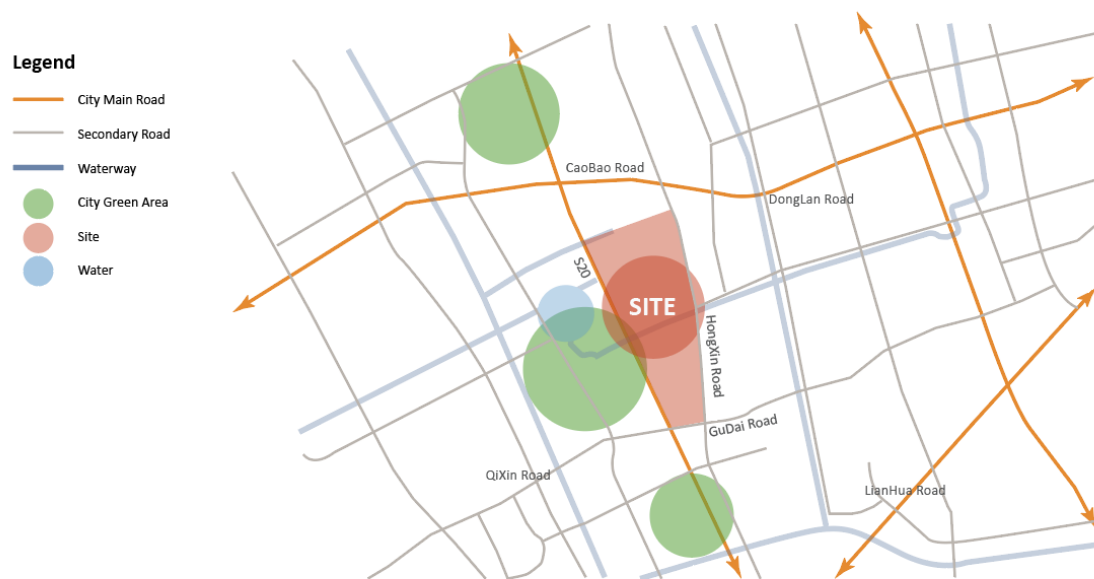 Legend
City Main Road
Secondary Road
Waterway
City Green Area
Site
Water
CaoBao Road
DongLan Road
S20
SITE
HongXin Road
GuDai Road
QiXin Road
LianHua Road